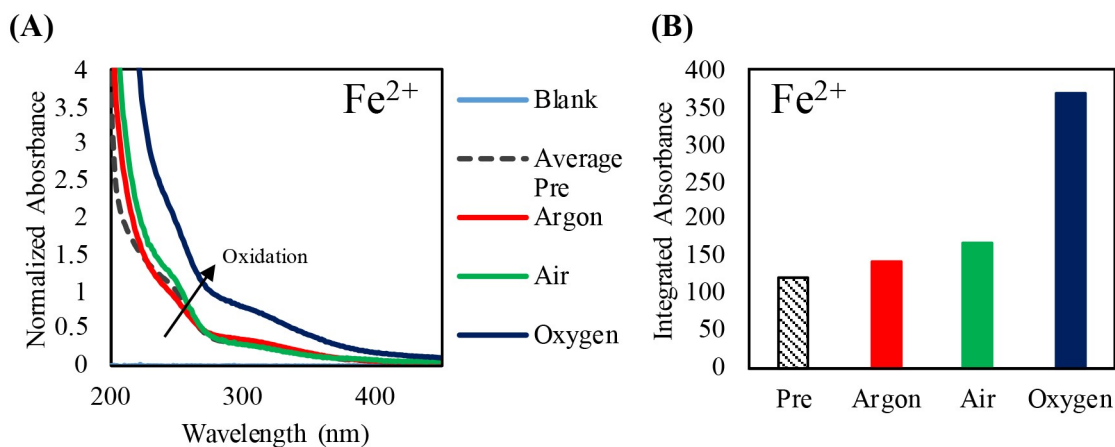 (A)
Normalized Abosrbance
4
3.5
3
2.5
2
1.5
1
0.5
0
Fe²⁺
Oxidation
200
300
400
Wavelength (nm)
Blank
Average
Pre
Argon
Air
Oxygen
(B)
Integrated Absorbance
400
350
300
250
200
150
100
50
0
Fe²⁺
Pre
Argon
Air
Oxygen